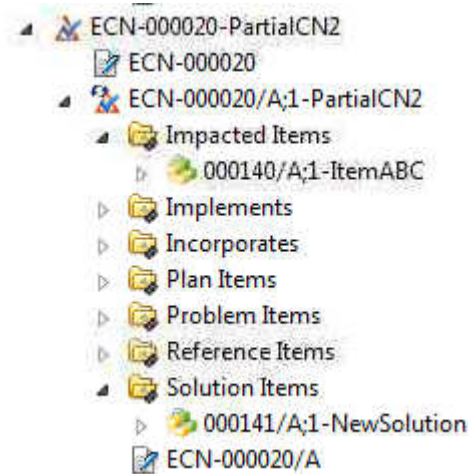 ECN-000020-PartialCN2
ECN-000020
ECN-000020/A;1-PartialCN2
Impacted Items
000140/A;1-ItemABC
Implements
Incorporates
Plan Items
Problem Items
Reference Items
Solution Items
000141/A;1-NewSolution
ECN-000020/A